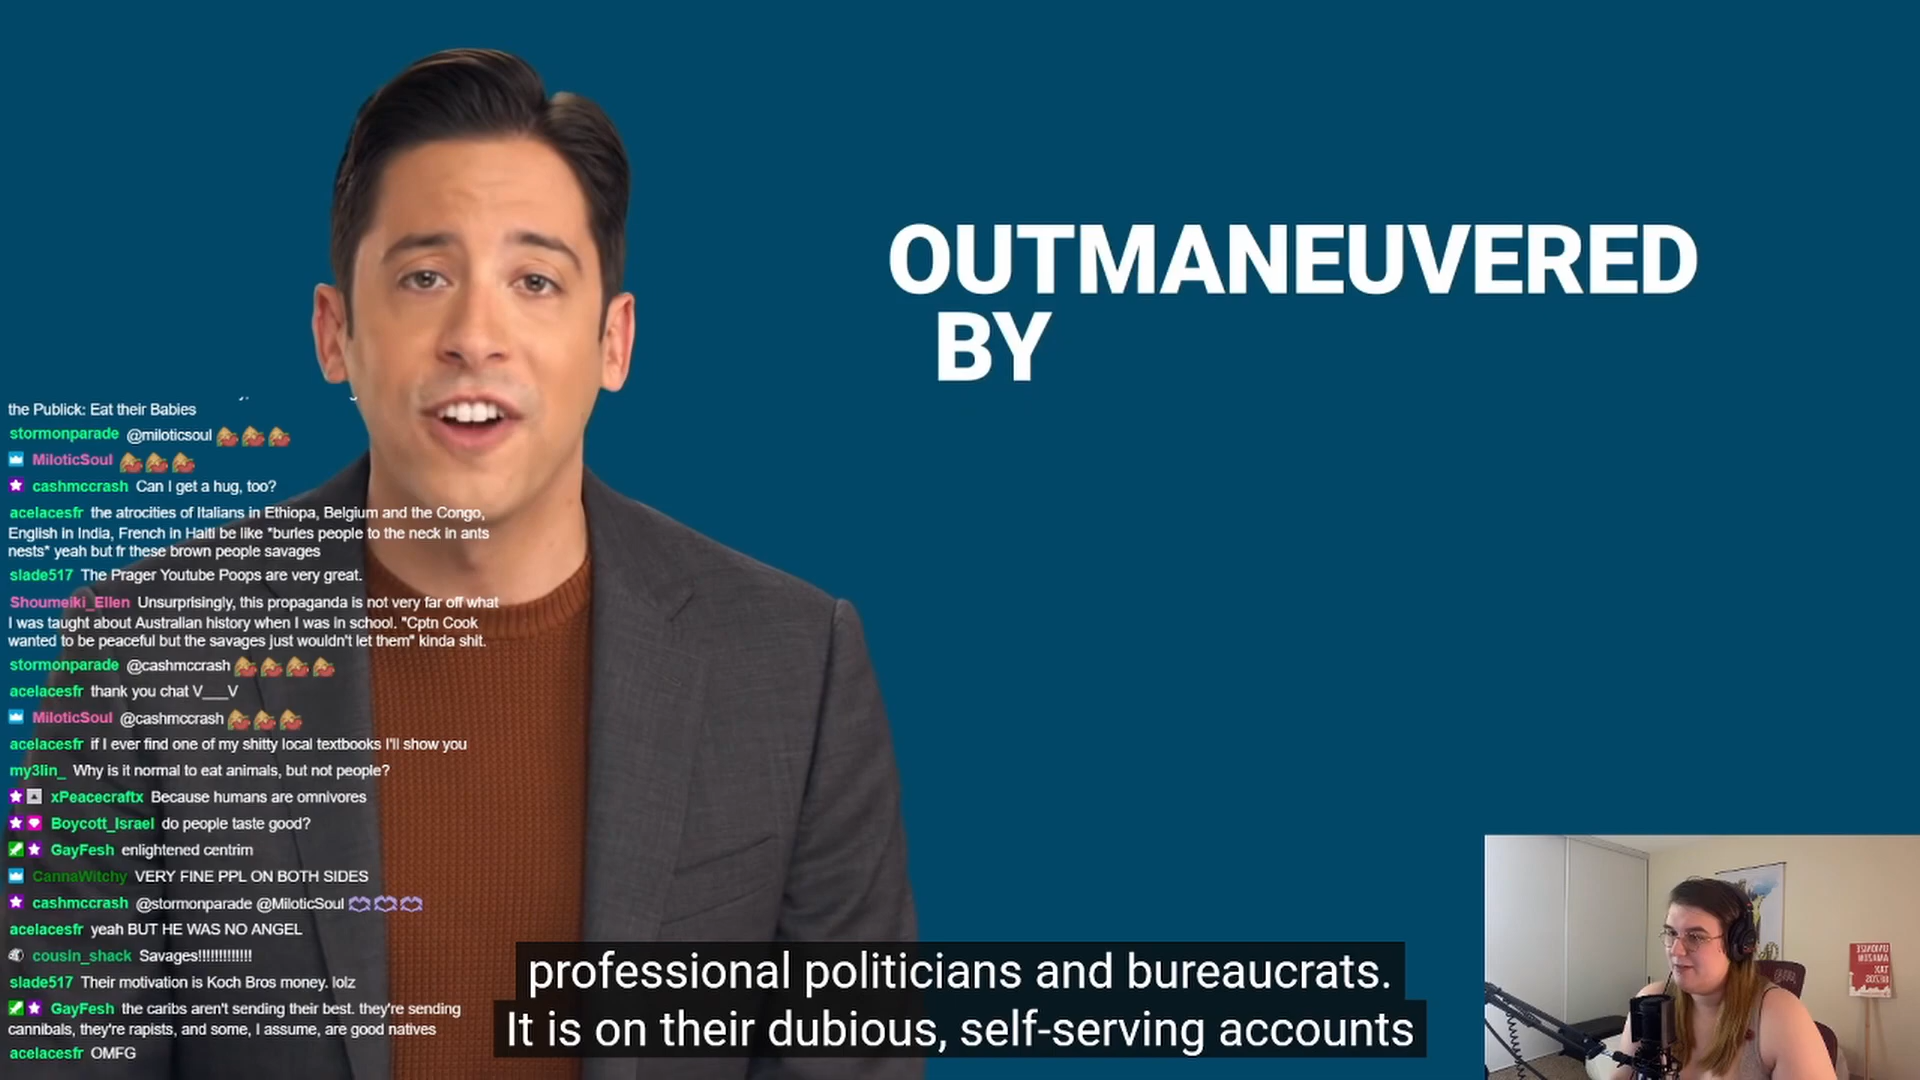 OUTMANEUVERED
BY
the Publick: Eat their Babies
stormonparade @miloticsoul
MiloticSoul
cashmccrash Can I get a hug, too?
acelacesfr the atrocities of Italians in Ethiopa, Belgium and the Congo,
English in India, French in Haiti be like *buries people to the neck in ants
nests* yeah but fr these brown people savages
slade517 The Prager Youtube Poops are very great.
Shoumeiki_Ellen Unsurprisingly, this propaganda is not very far off what
I was taught about Australian history when I was in school. "Cptn Cook
wanted to be peaceful but the savages just wouldn't let them" kinda shit.
stormonparade @cashmccrash
acelacesfr thank you chat V___V
MiloticSoul @cashmccrash
acelacesfr if I ever find one of my shitty local textbooks I'll show you
my3lin_ Why is it normal to eat animals, but not people?
xPeacecraftx Because humans are omnivores
Boycott_Israel do people taste good?
GayFesh enlightened centrim
CannaWitchy VERY FINE PPL ON BOTH SIDES
cashmccrash @stormonparade @MiloticSoul
acelacesfr yeah BUT HE WAS NO ANGEL
cousin_shack Savages!!!!!!!!!!!!!
slade517 Their motivation is Koch Bros money. lolz
GayFesh the caribs aren't sending their best. they're sending
cannibals, they're rapists, and some, I assume, are good natives
acelacesfr OMFG
professional politicians and bureaucrats.
It is on their dubious, self-serving accounts
UNIONIZE
AMAZON
TAX
BEZOS